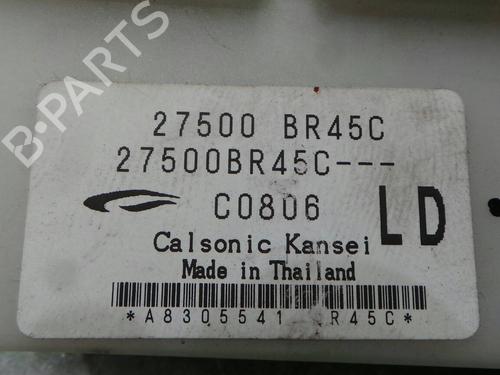 27500 BR45C
27500BR45C---
C0806
LD
Calsonic Kansei
Made in Thailand
*A8305541 R45C*
B-PARTS